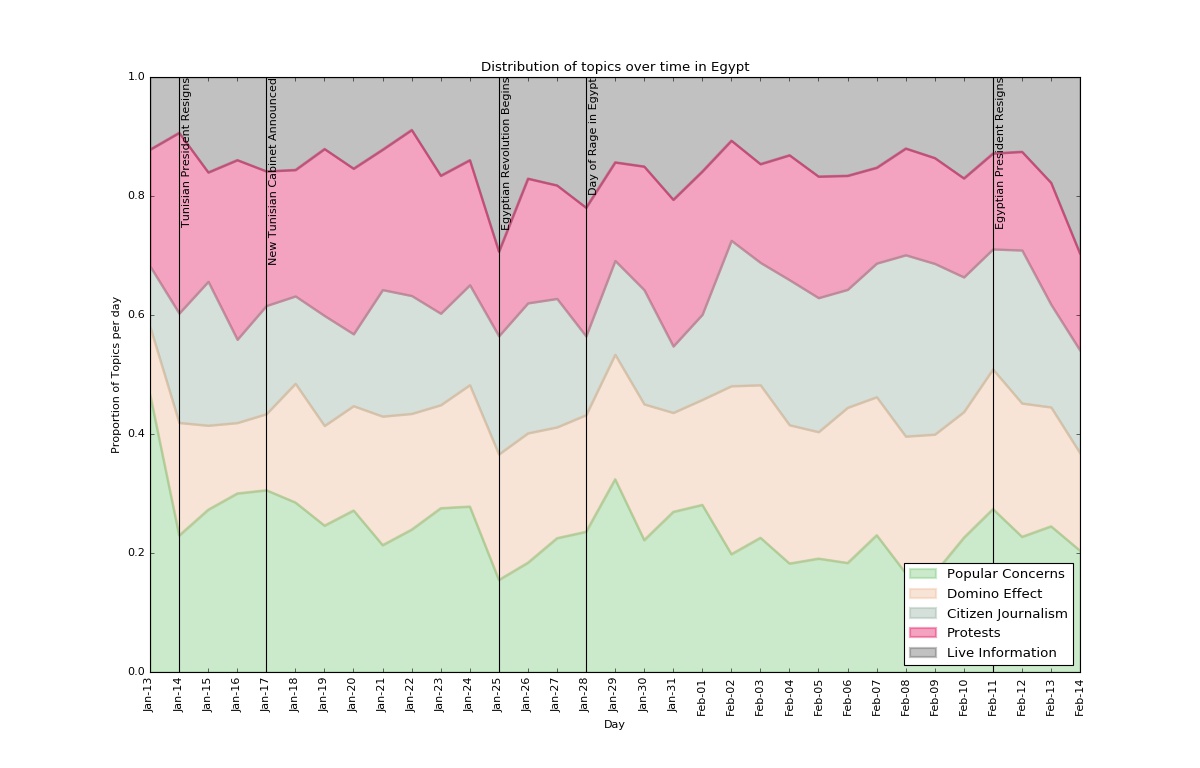 Distribution of topics over time in Egypt
Proportion of Topics per day
1.0
0.8
0.6
0.4
0.2
0.0
Tunisian President Resigns
New Tunisian Cabinet Announced
Egyptian Revolution Begins
Day of Rage in Egypt
Egyptian President Resigns
Popular Concerns
Domino Effect
Citizen Journalism
Protests
Live Information
Jan-13
Jan-14
Jan-15
Jan-16
Jan-17
Jan-18
Jan-19
Jan-20
Jan-21
Jan-22
Jan-23
Jan-24
Jan-25
Jan-26
Jan-27
Jan-28
Jan-29
Jan-30
Jan-31
Feb-01
Feb-02
Feb-03
Feb-04
Feb-05
Feb-06
Feb-07
Feb-08
Feb-09
Feb-10
Feb-11
Feb-12
Feb-13
Feb-14
Day